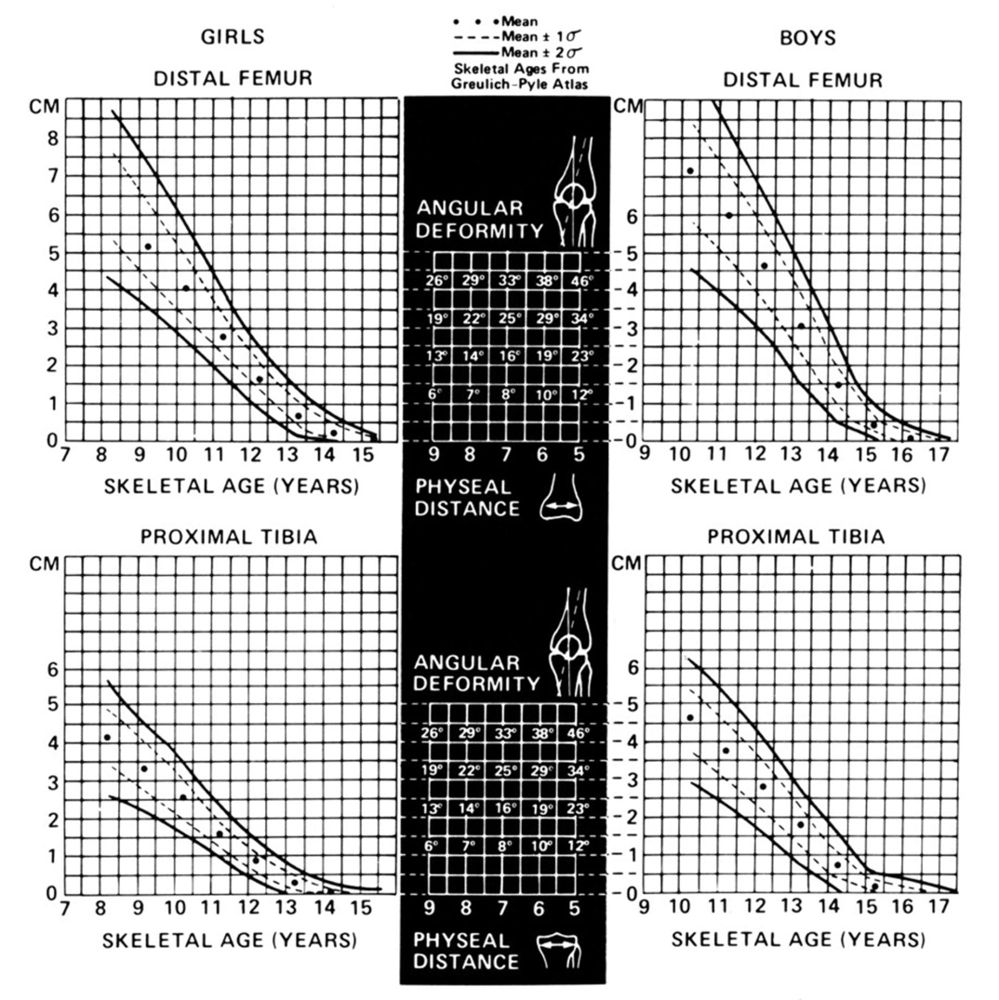 • • • Mean
- - - - Mean ± 1σ
Mean ± 2σ
Skeletal Ages From
Greulich-Pyle Atlas
GIRLS
DISTAL FEMUR
CM
8
7
6
5
4
3
2
1
0
7 8 9 10 11 12 13 14 15
SKELETAL AGE (YEARS)
ANGULAR
DEFORMITY
26° 29° 33° 38° 46°
19° 22° 25° 29° 34°
13° 14° 16° 19° 23°
6° 7° 8° 10° 12°
9 8 7 6 5
PHYSEAL
DISTANCE
BOYS
DISTAL FEMUR
CM
6
5
4
3
2
1
0
9 10 11 12 13 14 15 16 17
SKELETAL AGE (YEARS)
PROXIMAL TIBIA
CM
6
5
4
3
2
1
0
7 8 9 10 11 12 13 14 15
SKELETAL AGE (YEARS)
ANGULAR
DEFORMITY
26° 29° 33° 38° 46°
19° 22° 25° 29° 34°
13° 14° 16° 19° 23°
6° 7° 8° 10° 12°
9 8 7 6 5
PHYSEAL
DISTANCE
PROXIMAL TIBIA
CM
6
5
4
3
2
1
0
9 10 11 12 13 14 15 16 17
SKELETAL AGE (YEARS)